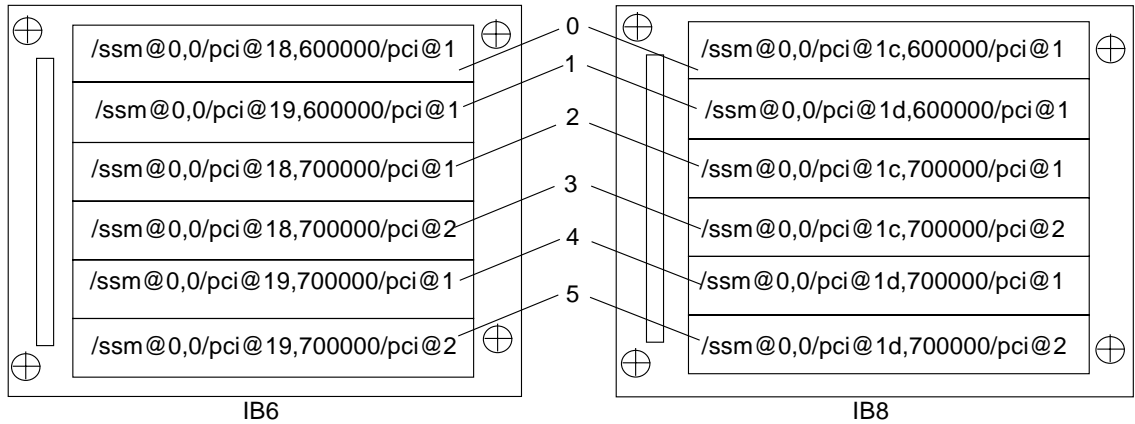 /ssm@0,0/pci@18,600000/pci@1
/ssm@0,0/pci@19,600000/pci@1
/ssm@0,0/pci@18,700000/pci@1
/ssm@0,0/pci@18,700000/pci@2
/ssm@0,0/pci@19,700000/pci@1
/ssm@0,0/pci@19,700000/pci@2
IB6
0
1
2
3
4
5
/ssm@0,0/pci@1c,600000/pci@1
/ssm@0,0/pci@1d,600000/pci@1
/ssm@0,0/pci@1c,700000/pci@1
/ssm@0,0/pci@1c,700000/pci@2
/ssm@0,0/pci@1d,700000/pci@1
/ssm@0,0/pci@1d,700000/pci@2
IB8